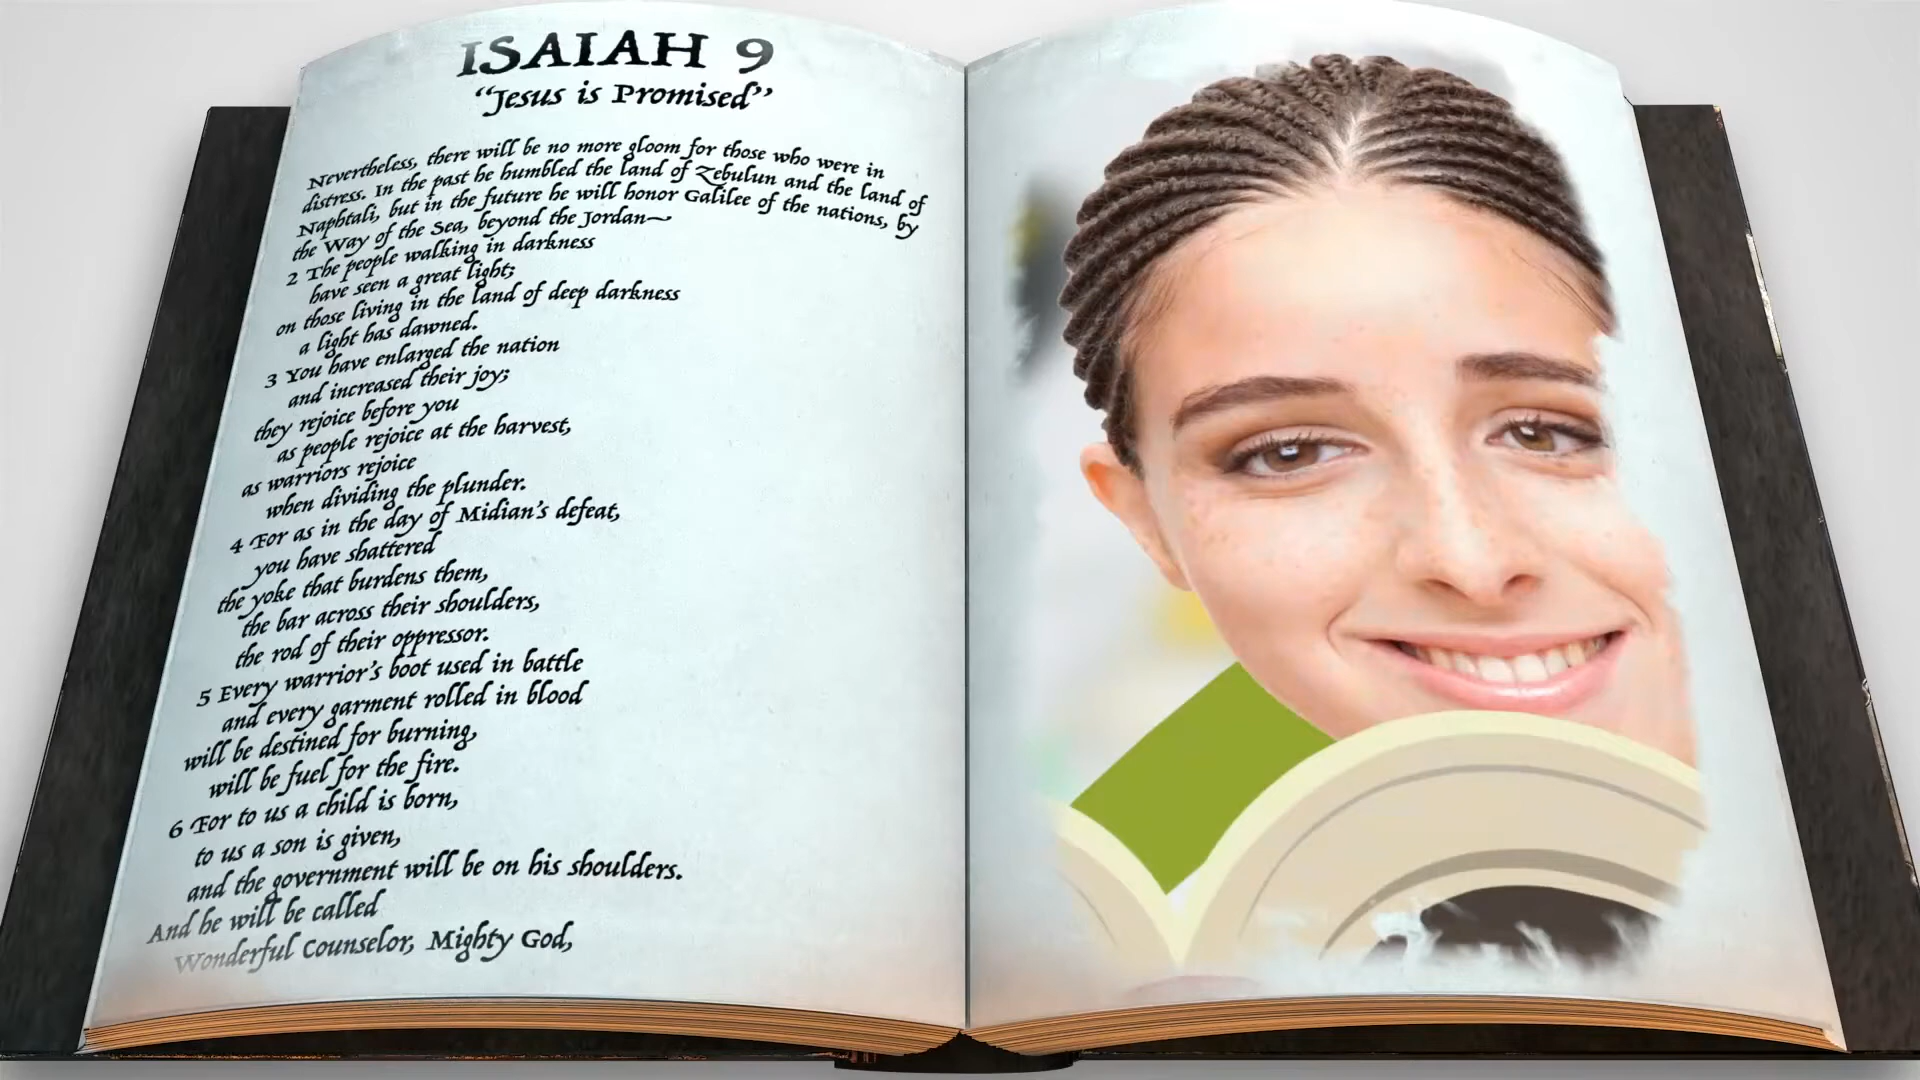 ISAIAH 9
"Jesus is Promised"
Nevertheless, there will be no more gloom for those who were in
distress. In the past he humbled the land of Zebulun and the land of
Naphtali, but in the future he will honor Galilee of the nations, by
the Way of the Sea, beyond the Jordan—
2 The people walking in darkness
have seen a great light;
on those living in the land of deep darkness
a light has dawned.
3 You have enlarged the nation
and increased their joy;
they rejoice before you
as people rejoice at the harvest,
as warriors rejoice
when dividing the plunder.
4 For as in the day of Midian's defeat,
you have shattered
the yoke that burdens them,
the bar across their shoulders,
the rod of their oppressor.
5 Every warrior's boot used in battle
and every garment rolled in blood
will be destined for burning,
will be fuel for the fire.
6 For to us a child is born,
to us a son is given,
and the government will be on his shoulders.
And he will be called
Wonderful Counselor, Mighty God,